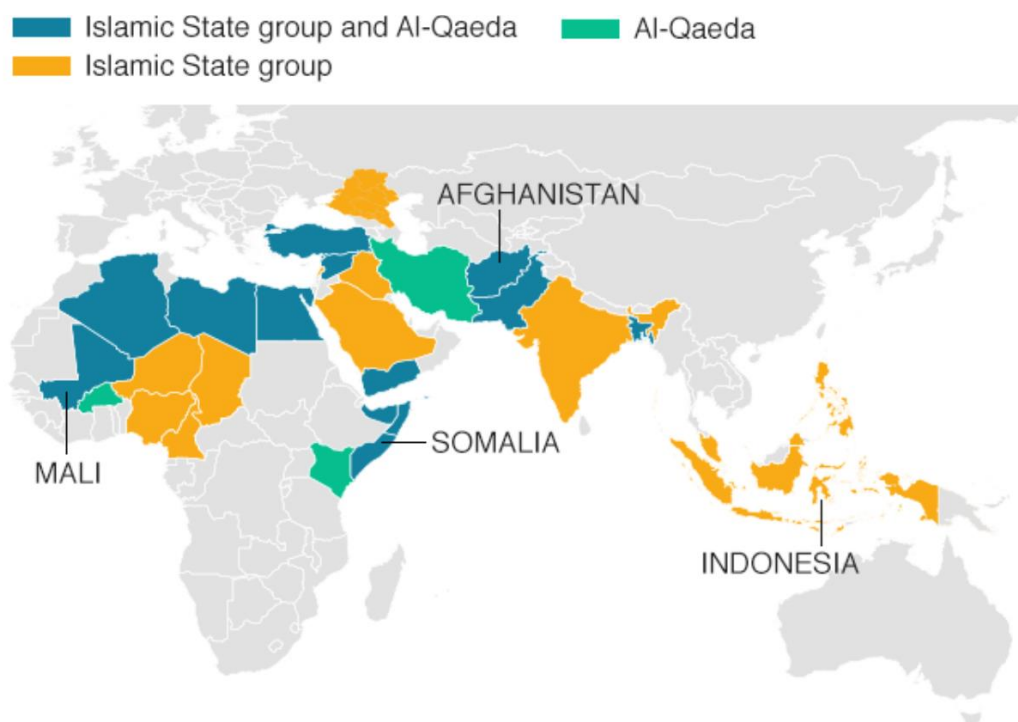 Islamic State group and Al-Qaeda
Al-Qaeda
Islamic State group
AFGHANISTAN
SOMALIA
MALI
INDONESIA